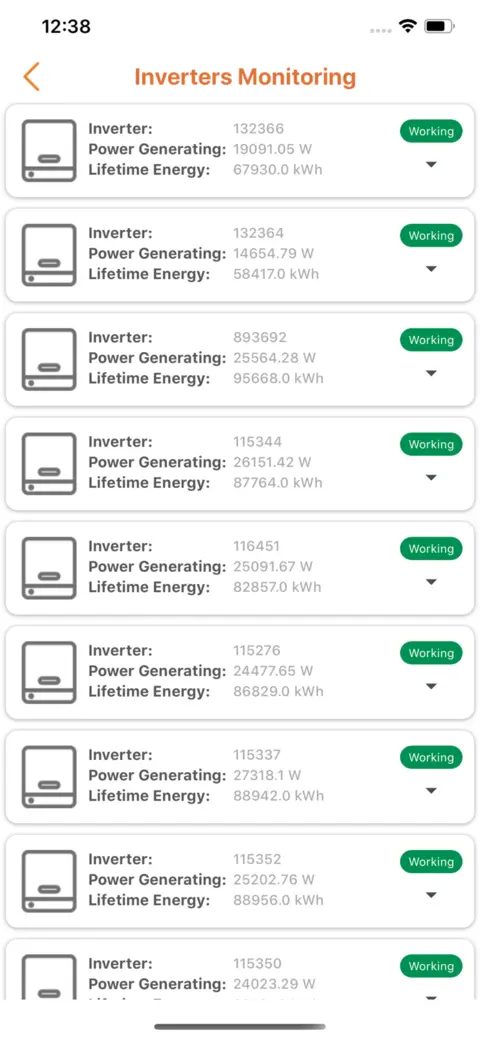 12:38
Inverters Monitoring
Inverter: 132366 Working
Power Generating: 19091.05 W
Lifetime Energy: 67930.0 kWh
Inverter: 132364 Working
Power Generating: 14654.79 W
Lifetime Energy: 58417.0 kWh
Inverter: 893692 Working
Power Generating: 25564.28 W
Lifetime Energy: 95668.0 kWh
Inverter: 115344 Working
Power Generating: 26151.42 W
Lifetime Energy: 87764.0 kWh
Inverter: 116451 Working
Power Generating: 25091.67 W
Lifetime Energy: 82857.0 kWh
Inverter: 115276 Working
Power Generating: 24477.65 W
Lifetime Energy: 86829.0 kWh
Inverter: 115337 Working
Power Generating: 27318.1 W
Lifetime Energy: 88942.0 kWh
Inverter: 115352 Working
Power Generating: 25202.76 W
Lifetime Energy: 88956.0 kWh
Inverter: 115350 Working
Power Generating: 24023.29 W